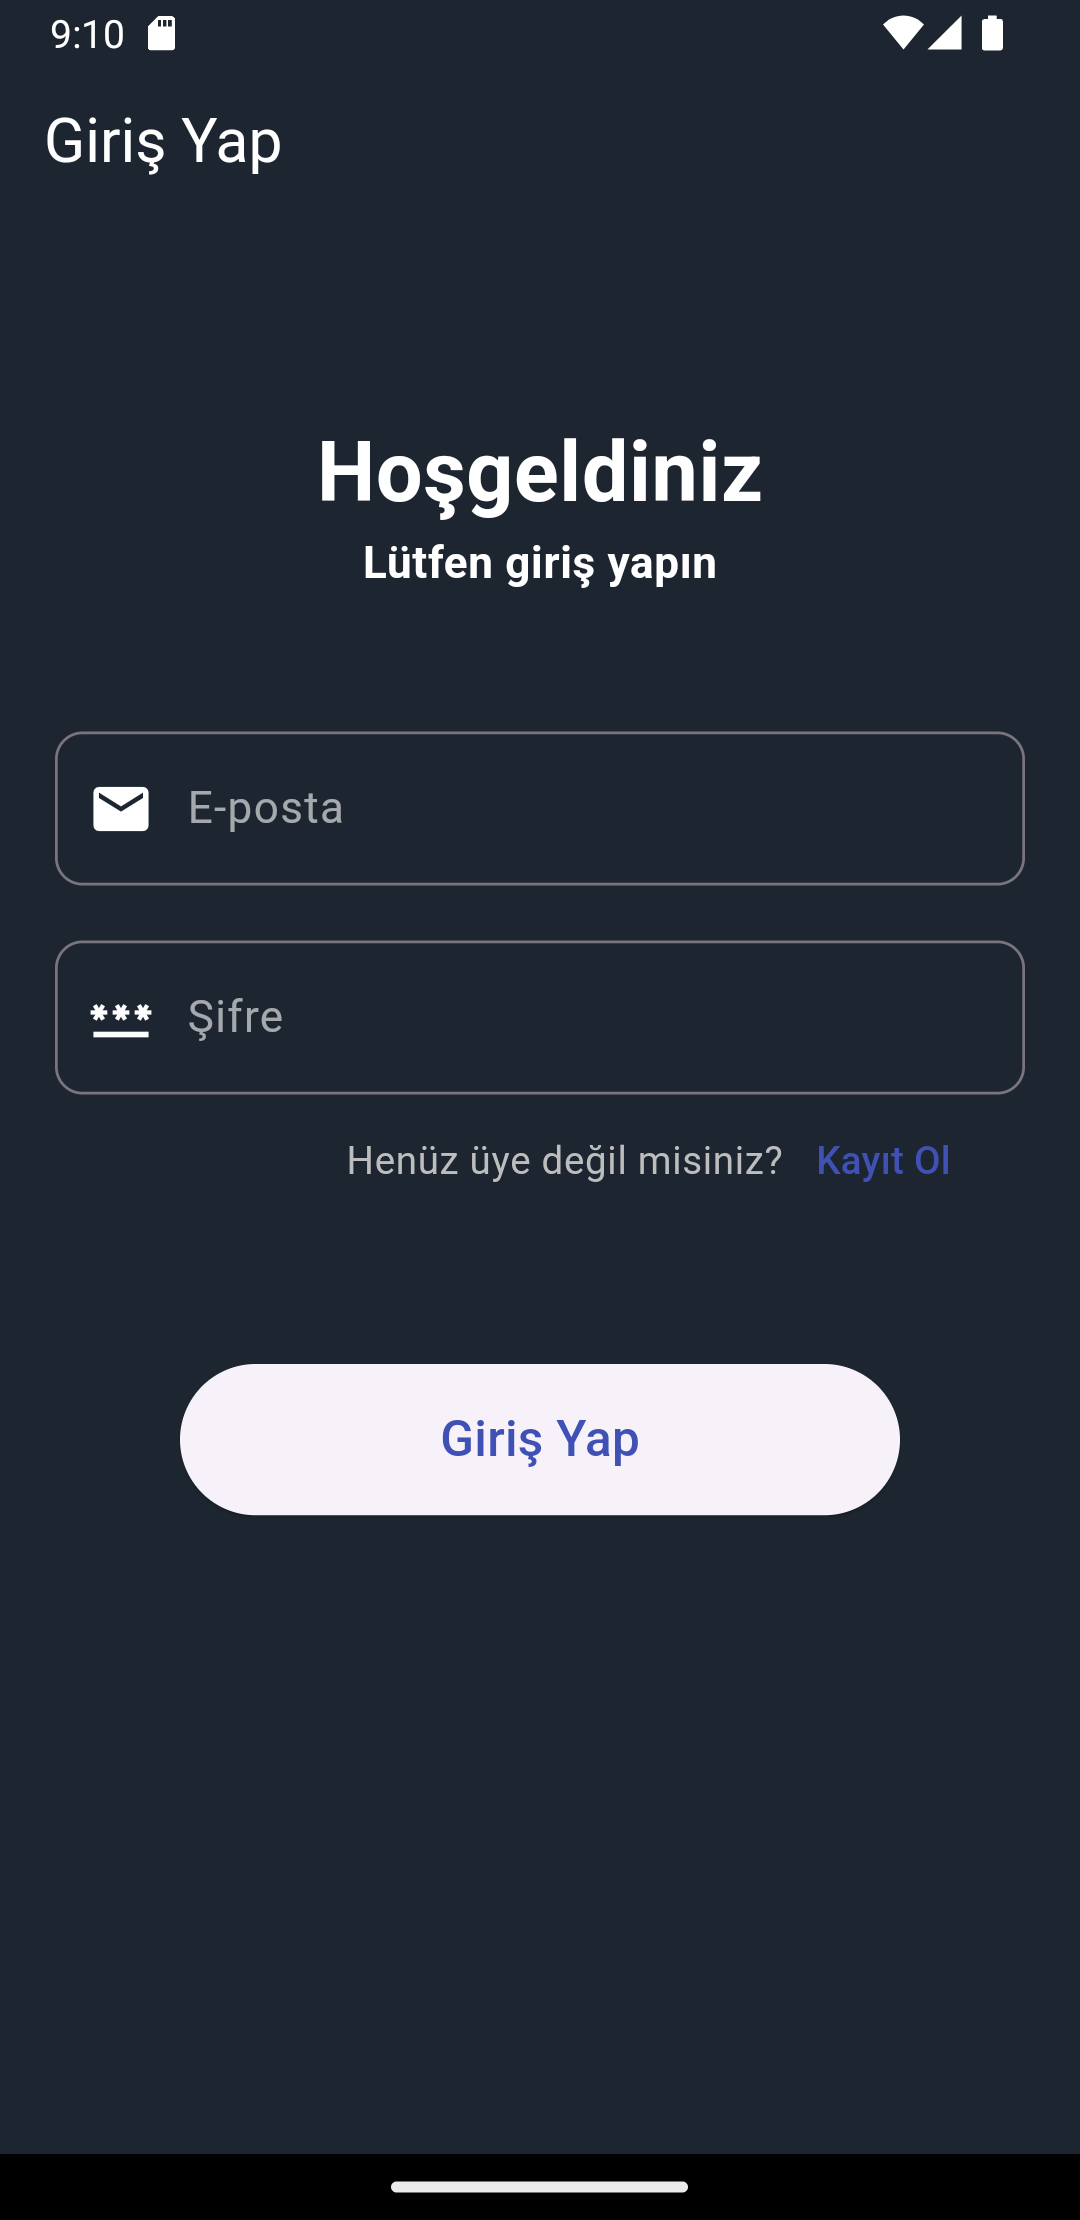 9:10
Giriş Yap
Hoşgeldiniz
Lütfen giriş yapın
E-posta
Şifre
Henüz üye değil misiniz? Kayıt Ol
Giriş Yap